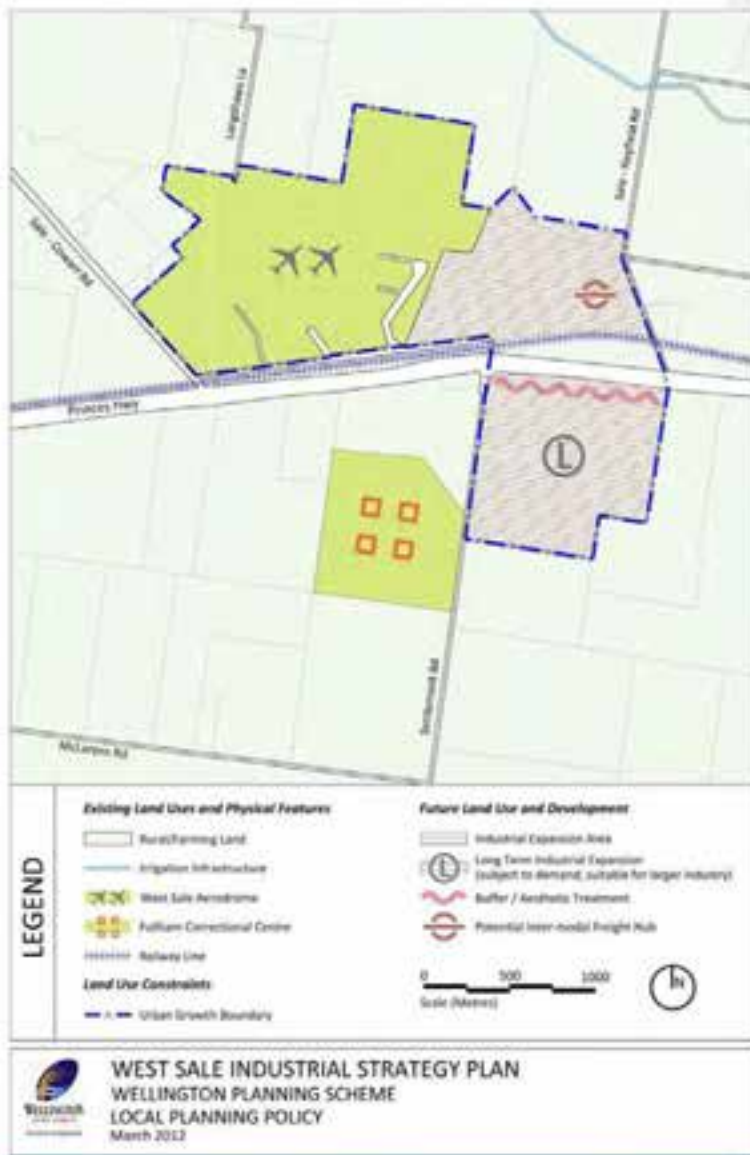 Sale - Cowwarr Rd
Sale - Heyfield Rd
Princes Hwy
L
Settlement Rd
McLarens Rd
LEGEND
Existing Land Uses and Physical Features
Rural/Farming Land
Irrigation Infrastructure
West Sale Aerodrome
Fulham Correctional Centre
Railway Line
Land Use Constraints
Urban Growth Boundary
Future Land Use and Development
Industrial Expansion Area
L
Long Term Industrial Expansion
(subject to demand, suitable for larger industry)
Buffer / Aesthetic Treatment
Potential Inter-modal Freight Hub
0 500 1000
Scale (Metres)
N
WELLINGTON
WEST SALE INDUSTRIAL STRATEGY PLAN
WELLINGTON PLANNING SCHEME
LOCAL PLANNING POLICY
March 2012